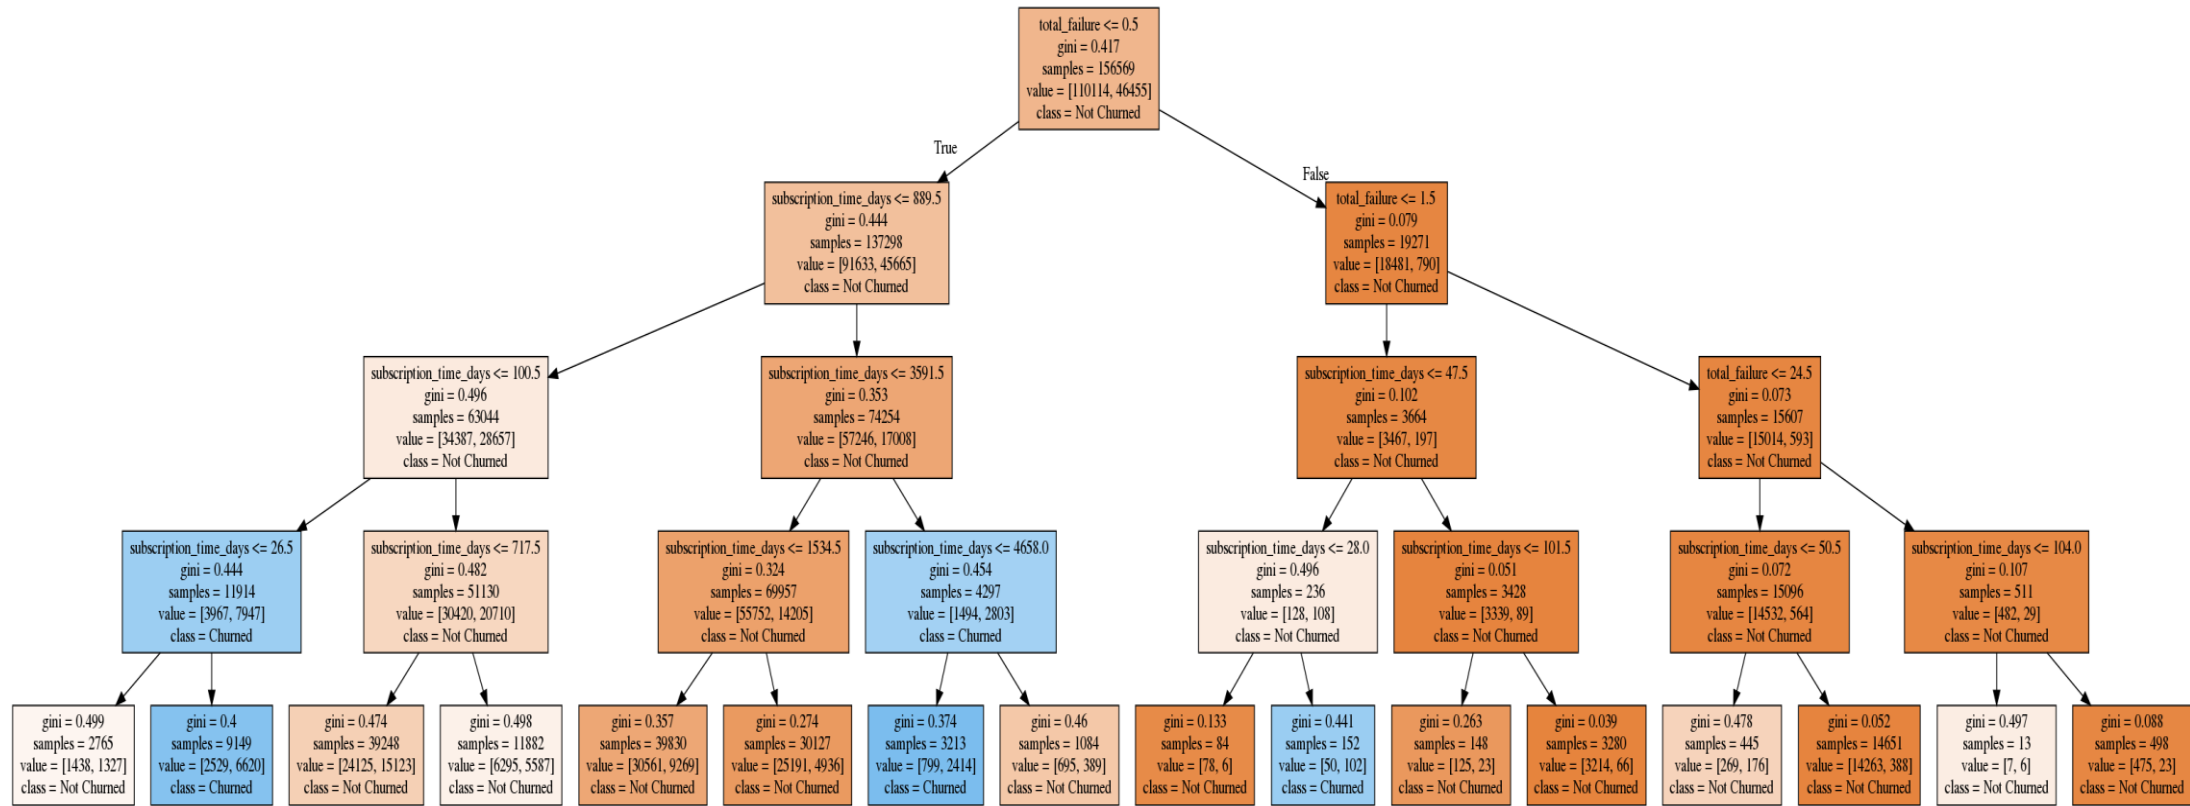 total_failure <= 0.5
gini = 0.417
samples = 156569
value = [110114, 46455]
class = Not Churned
True
False
subscription_time_days <= 889.5
gini = 0.444
samples = 137298
value = [91633, 45665]
class = Not Churned
total_failure <= 1.5
gini = 0.079
samples = 19271
value = [18481, 790]
class = Not Churned
subscription_time_days <= 100.5
gini = 0.496
samples = 63044
value = [34387, 28657]
class = Not Churned
subscription_time_days <= 3591.5
gini = 0.353
samples = 74254
value = [57246, 17008]
class = Not Churned
subscription_time_days <= 47.5
gini = 0.102
samples = 3664
value = [3467, 197]
class = Not Churned
total_failure <= 24.5
gini = 0.073
samples = 15607
value = [15014, 593]
class = Not Churned
subscription_time_days <= 26.5
gini = 0.444
samples = 11914
value = [3967, 7947]
class = Churned
subscription_time_days <= 717.5
gini = 0.482
samples = 51130
value = [30420, 20710]
class = Not Churned
subscription_time_days <= 1534.5
gini = 0.324
samples = 69957
value = [55752, 14205]
class = Not Churned
subscription_time_days <= 4658.0
gini = 0.454
samples = 4297
value = [1494, 2803]
class = Churned
subscription_time_days <= 28.0
gini = 0.496
samples = 236
value = [128, 108]
class = Not Churned
subscription_time_days <= 101.5
gini = 0.051
samples = 3428
value = [3339, 89]
class = Not Churned
subscription_time_days <= 50.5
gini = 0.072
samples = 15096
value = [14532, 564]
class = Not Churned
subscription_time_days <= 104.0
gini = 0.107
samples = 511
value = [482, 29]
class = Not Churned
gini = 0.499
samples = 2765
value = [1438, 1327]
class = Not Churned
gini = 0.4
samples = 9149
value = [2529, 6620]
class = Churned
gini = 0.474
samples = 39248
value = [24125, 15123]
class = Not Churned
gini = 0.498
samples = 11882
value = [6295, 5587]
class = Not Churned
gini = 0.357
samples = 39830
value = [30561, 9269]
class = Not Churned
gini = 0.274
samples = 30127
value = [25191, 4936]
class = Not Churned
gini = 0.374
samples = 3213
value = [799, 2414]
class = Churned
gini = 0.46
samples = 1084
value = [695, 389]
class = Not Churned
gini = 0.133
samples = 84
value = [78, 6]
class = Not Churned
gini = 0.441
samples = 152
value = [50, 102]
class = Churned
gini = 0.263
samples = 148
value = [125, 23]
class = Not Churned
gini = 0.039
samples = 3280
value = [3214, 66]
class = Not Churned
gini = 0.478
samples = 445
value = [269, 176]
class = Not Churned
gini = 0.052
samples = 14651
value = [14263, 388]
class = Not Churned
gini = 0.497
samples = 13
value = [7, 6]
class = Not Churned
gini = 0.088
samples = 498
value = [475, 23]
class = Not Churned